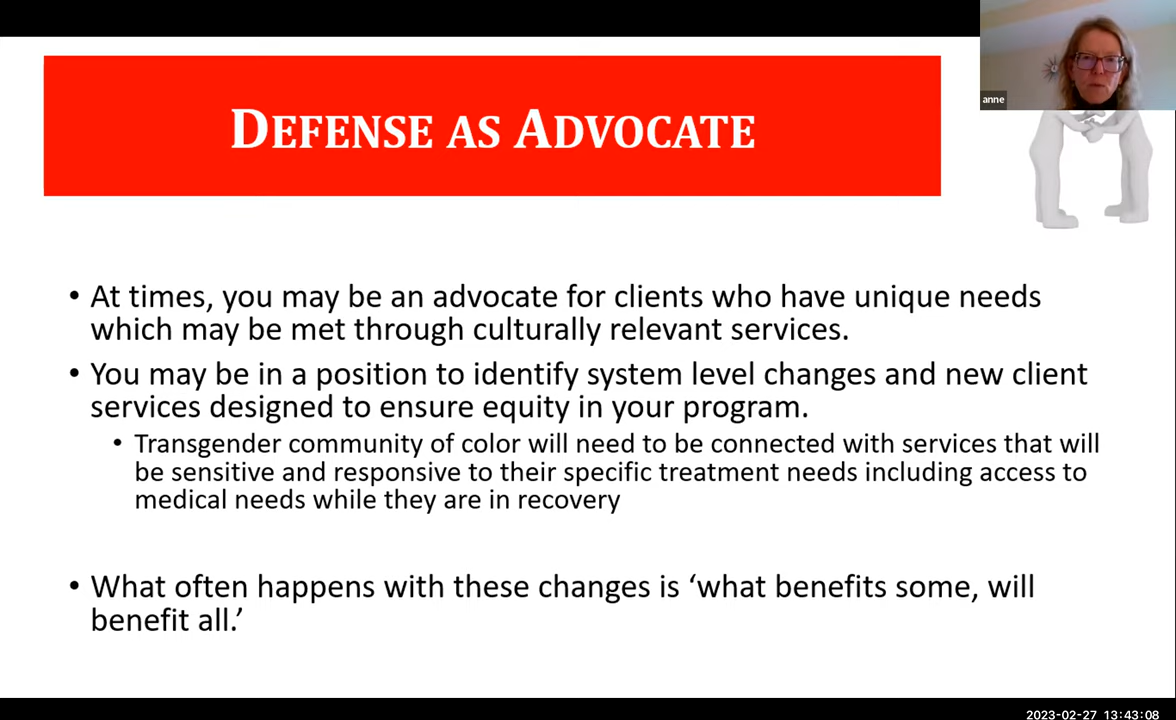 anne
DEFENSE AS ADVOCATE
• At times, you may be an advocate for clients who have unique needs
which may be met through culturally relevant services.
• You may be in a position to identify system level changes and new client
services designed to ensure equity in your program.
• Transgender community of color will need to be connected with services that will
be sensitive and responsive to their specific treatment needs including access to
medical needs while they are in recovery
• What often happens with these changes is ‘what benefits some, will
benefit all.’
2023-02-27 13:43:08